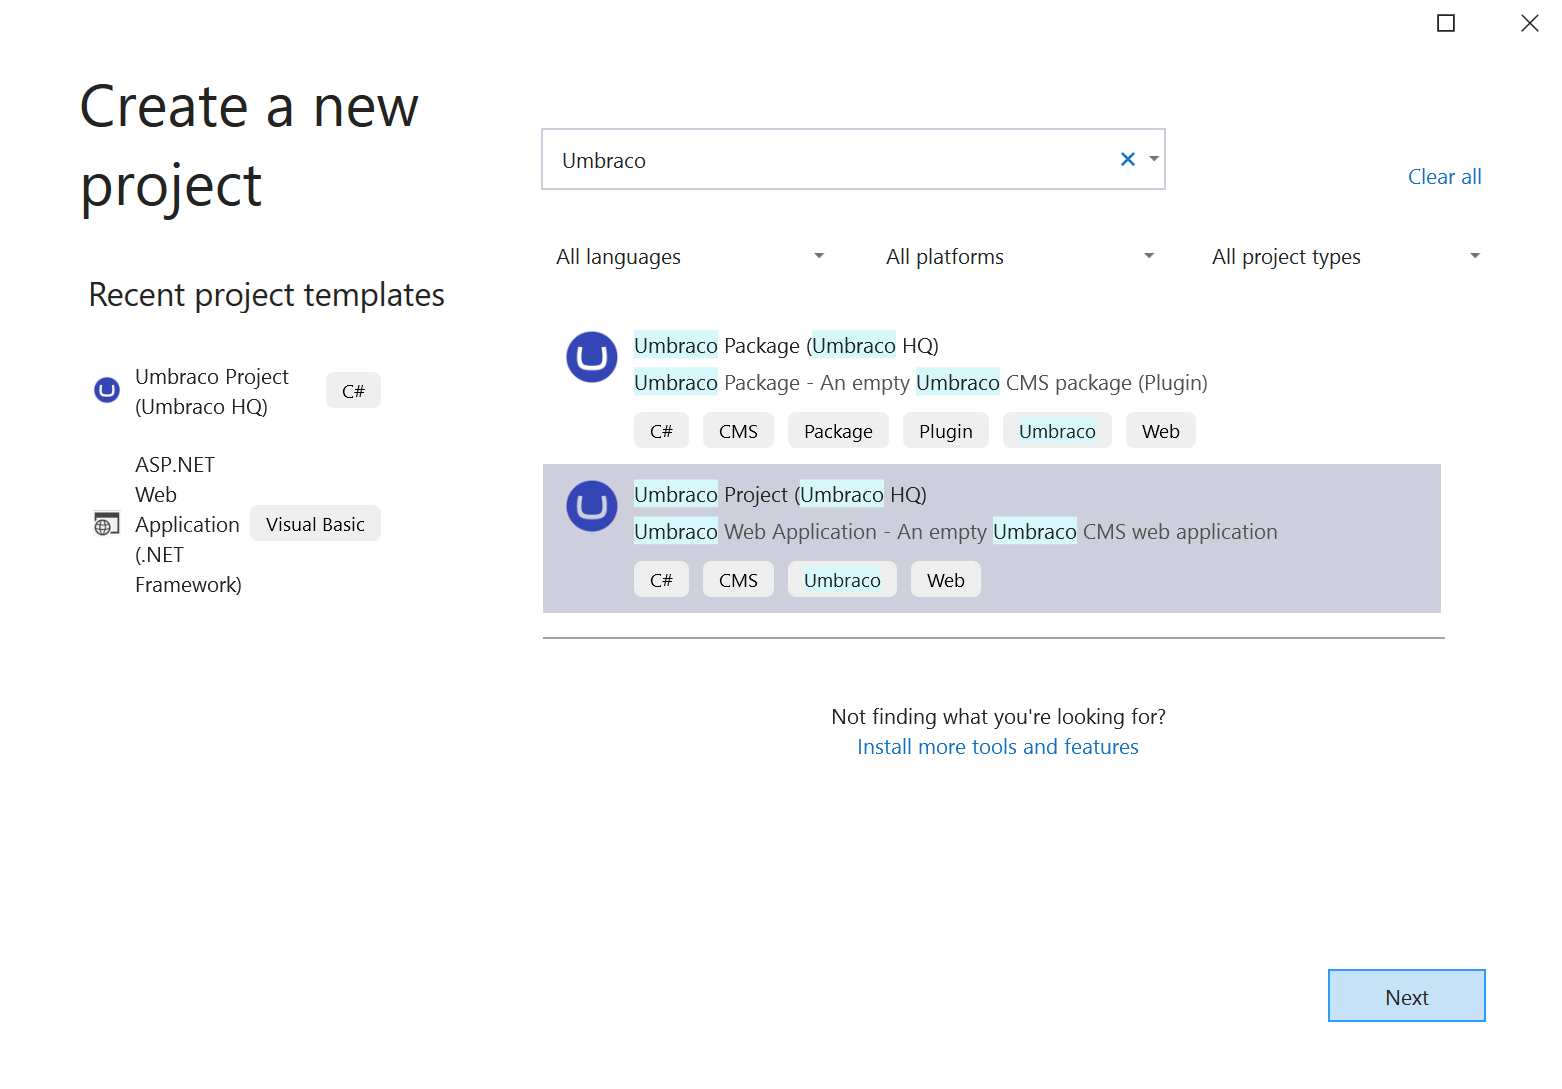 Create a new
project
Recent project templates
Umbraco Project
(Umbraco HQ)
C#
ASP.NET
Web
Application
(.NET
Framework)
Visual Basic
Umbraco
Clear all
All languages
All platforms
All project types
Umbraco Package (Umbraco HQ)
Umbraco Package - An empty Umbraco CMS package (Plugin)
C# CMS Package Plugin Umbraco Web
Umbraco Project (Umbraco HQ)
Umbraco Web Application - An empty Umbraco CMS web application
C# CMS Umbraco Web
Not finding what you're looking for?
Install more tools and features
Next